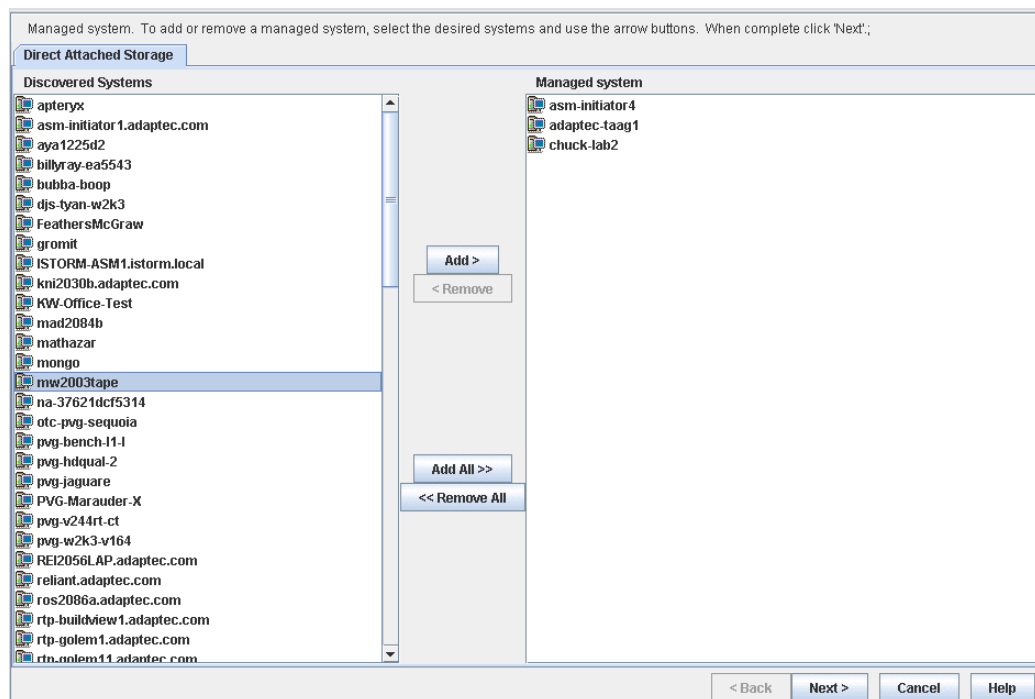 Managed system. To add or remove a managed system, select the desired systems and use the arrow buttons. When complete click 'Next'.;
Direct Attached Storage
Discovered Systems
apteryx
asm-initiator1.adaptec.com
aya1225d2
billyray-ea5543
bubba-boop
djs-tyan-w2k3
FeathersMcGraw
gromit
ISTORM-ASM1.istorm.local
kni2030b.adaptec.com
KW-Office-Test
mad2084b
mathazar
mongo
mw2003tape
na-37621dcf5314
otc-pvg-sequoia
pvg-bench-l1-l
pvg-hdqual-2
pvg-jaguare
PVG-Marauder-X
pvg-v244rt-ct
pvg-w2k3-v164
REI2056LAP.adaptec.com
reliant.adaptec.com
ros2086a.adaptec.com
rtp-buildview1.adaptec.com
rtp-golem1.adaptec.com
rtp-golem11.adaptec.com
Add >
< Remove
Add All >>
<< Remove All
Managed system
asm-initiator4
adaptec-taag1
chuck-lab2
< Back
Next >
Cancel
Help